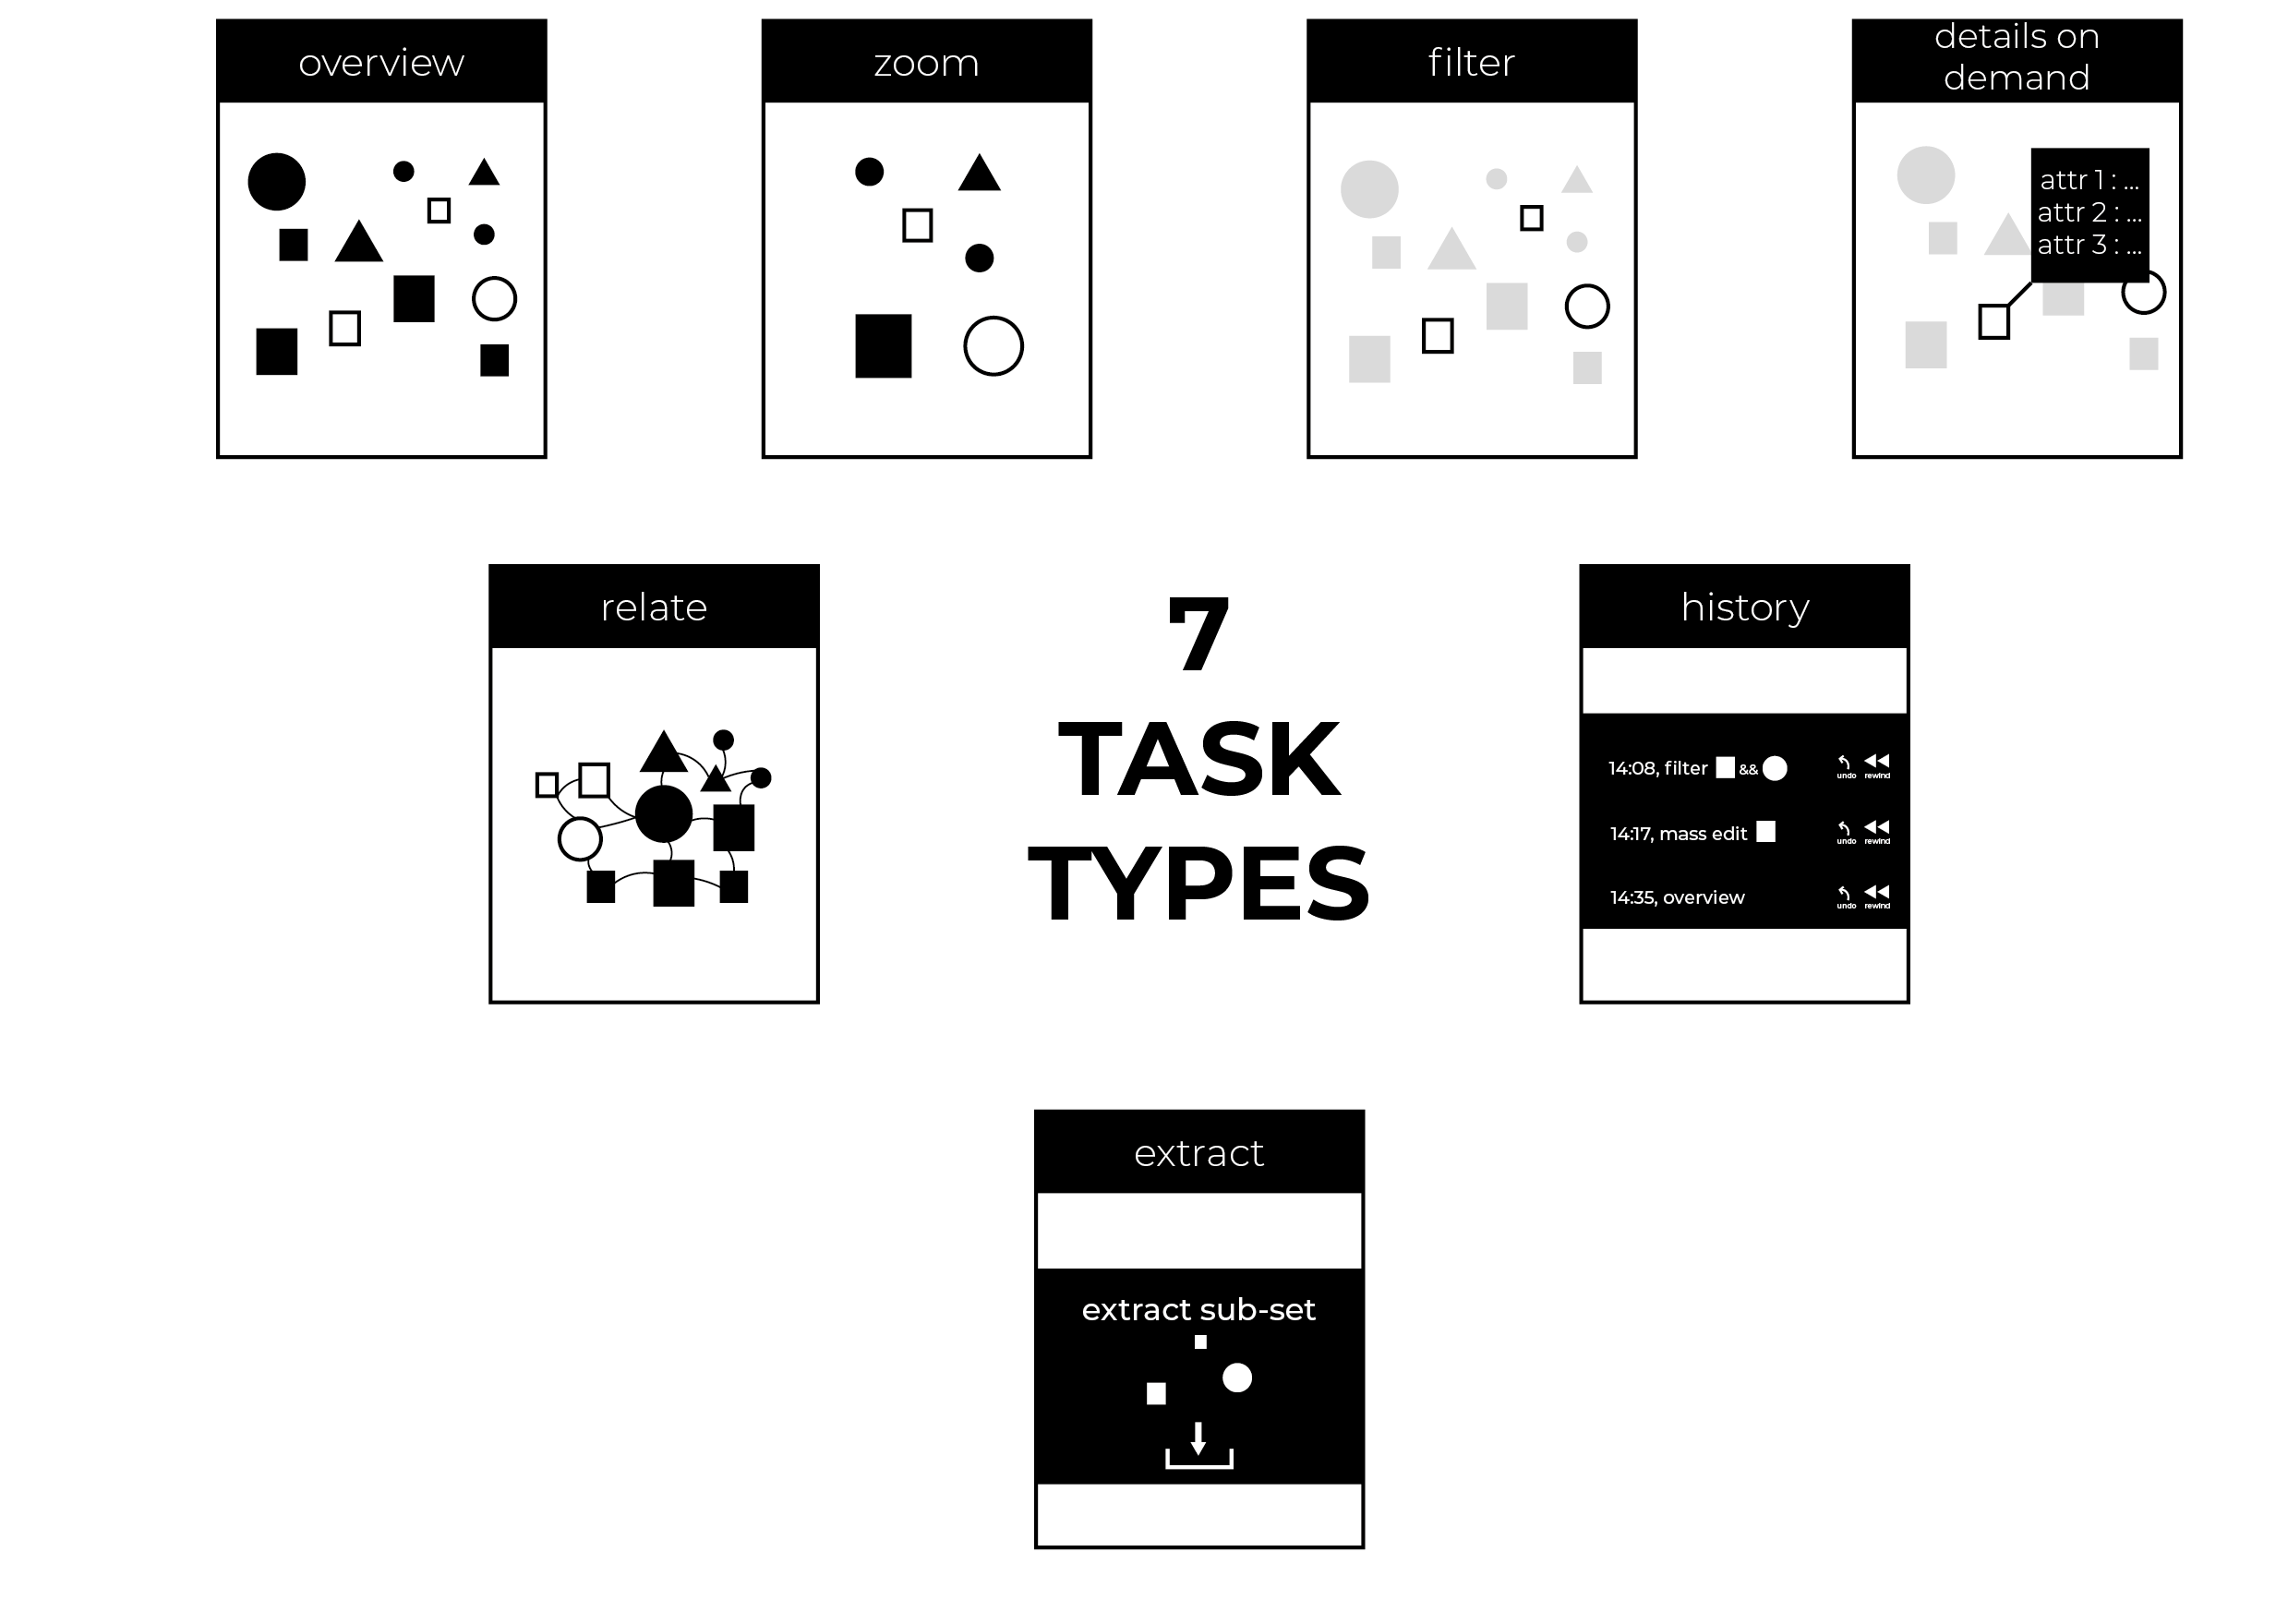 overview
zoom
filter
details on
demand
attr 1 : ...
attr 2 : ...
attr 3 : ...
relate
7
TASK
TYPES
history
14:08, filter && undo rewind
14:17, mass edit undo rewind
14:35, overview undo rewind
extract
extract sub-set